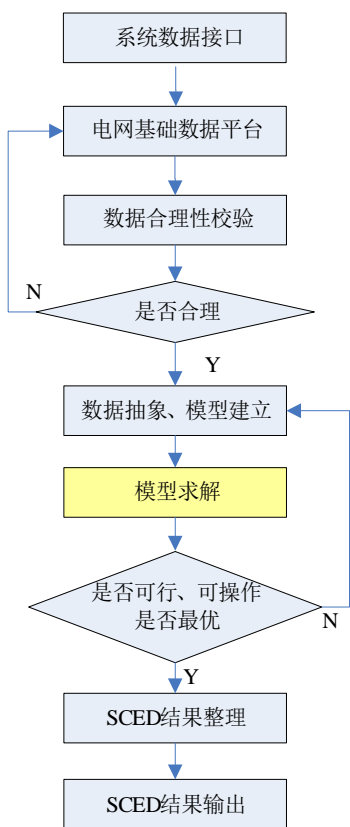 系统数据接口
电网基础数据平台
数据合理性校验
N
是否合理
Y
数据抽象、模型建立
模型求解
是否可行、可操作
是否最优
N
Y
SCED结果整理
SCED结果输出